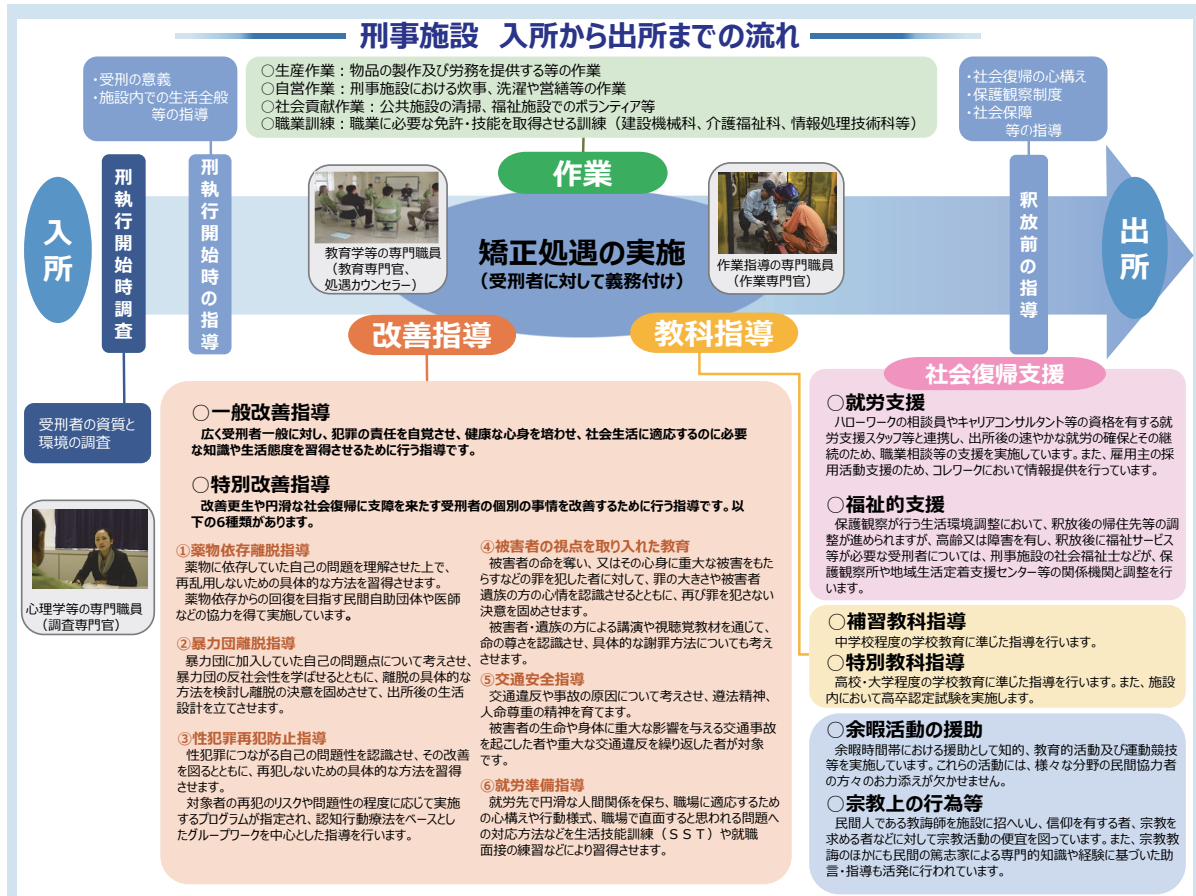 刑事施設 入所から出所までの流れ
・受刑の意義
・施設内での生活全般
等の指導
○生産作業：物品の製作及び労務を提供する等の作業
○自営作業：刑事施設における炊事、洗濯や営繕等の作業
○社会貢献作業：公共施設の清掃、福祉施設でのボランティア等
○職業訓練：職業に必要な免許・技能を取得させる訓練（建設機械科、介護福祉科、情報処理技術科等）
・社会復帰の心構え
・保護観察制度
・社会保障
等の指導
入所
刑執行開始時調査
刑執行開始時の指導
作業
教育学等の専門職員
（教育専門官、
処遇カウンセラー）
矯正処遇の実施
（受刑者に対して義務付け）
作業指導の専門職員
（作業専門官）
釈放前の指導
出所
改善指導
教科指導
受刑者の資質と
環境の調査
心理学等の専門職員
（調査専門官）
○一般改善指導
広く受刑者一般に対し、犯罪の責任を自覚させ、健康な心身を培わせ、社会生活に適応するのに必要
な知識や生活態度を習得させるために行う指導です。
○特別改善指導
改善更生や円滑な社会復帰に支障を来たす受刑者の個別の事情を改善するために行う指導です。以
下の6種類があります。
①薬物依存離脱指導
薬物に依存していた自己の問題を理解させた上で、
再乱用しないための具体的な方法を習得させます。
薬物依存からの回復を目指す民間自助団体や医師
などの協力を得て実施しています。
②暴力団離脱指導
暴力団に加入していた自己の問題点について考えさせ、
暴力団の反社会性を学ばせるとともに、離脱の具体的な
方法を検討し離脱の決意を固めさせて、出所後の生活
設計を立てさせます。
③性犯罪再犯防止指導
性犯罪につながる自己の問題性を認識させ、その改善
を図るとともに、再犯しないための具体的な方法を習得
させます。
対象者の再犯のリスクや問題性の程度に応じて実施
するプログラムが指定され、認知行動療法をベースとし
たグループワークを中心とした指導を行います。
④被害者の視点を取り入れた教育
被害者の命を奪い、又はその心身に重大な被害をも
たらすなどの罪を犯した者に対して、罪の大きさや被害者
遺族の方の心情を認識させるとともに、再び罪を犯さない
決意を固めさせます。
被害者・遺族の方による講演や視聴覚教材を通じて、
命の尊さを認識させ、具体的な謝罪方法についても考え
させます。
⑤交通安全指導
交通違反や事故の原因について考えさせ、遵法精神、
人命尊重の精神を育てます。
被害者の生命や身体に重大な影響を与える交通事故
を起こした者や重大な交通違反を繰り返した者が対象
です。
⑥就労準備指導
就労先で円滑な人間関係を保ち、職場に適応するため
の心構えや行動様式、職場で直面すると思われる問題へ
の対応方法などを生活技能訓練（ＳＳＴ）や就職
面接の練習などにより習得させます。
社会復帰支援
○就労支援
ハローワークの相談員やキャリアコンサルタント等の資格を有する就
労支援スタッフ等と連携し、出所後の速やかな就労の確保とその継
続のため、職業相談等の支援を実施しています。また、雇用主の採
用活動支援のため、コレワークにおいて情報提供を行っています。
○福祉的支援
保護観察が行う生活環境調整において、釈放後の帰住先等の調
整が進められますが、高齢又は障害を有し、釈放後に福祉サービス
等が必要な受刑者については、刑事施設の社会福祉士などが、保
護観察所や地域生活定着支援センター等の関係機関と調整を行
います。
○補習教科指導
中学校程度の学校教育に準じた指導を行います。
○特別教科指導
高校・大学程度の学校教育に準じた指導を行います。また、施設
内において高卒認定試験を実施します。
○余暇活動の援助
余暇時間帯における援助として知的、教育的活動及び運動競技
等を実施しています。これらの活動には、様々な分野の民間協力者
の方々のお力添えが欠かせません。
○宗教上の行為等
民間人である教誨師を施設に招へいし、信仰を有する者、宗教を
求める者などに対して宗教活動の便宜を図っています。また、宗教教
誨のほかにも民間の篤志家による専門的知識や経験に基づいた助
言・指導も活発に行われています。